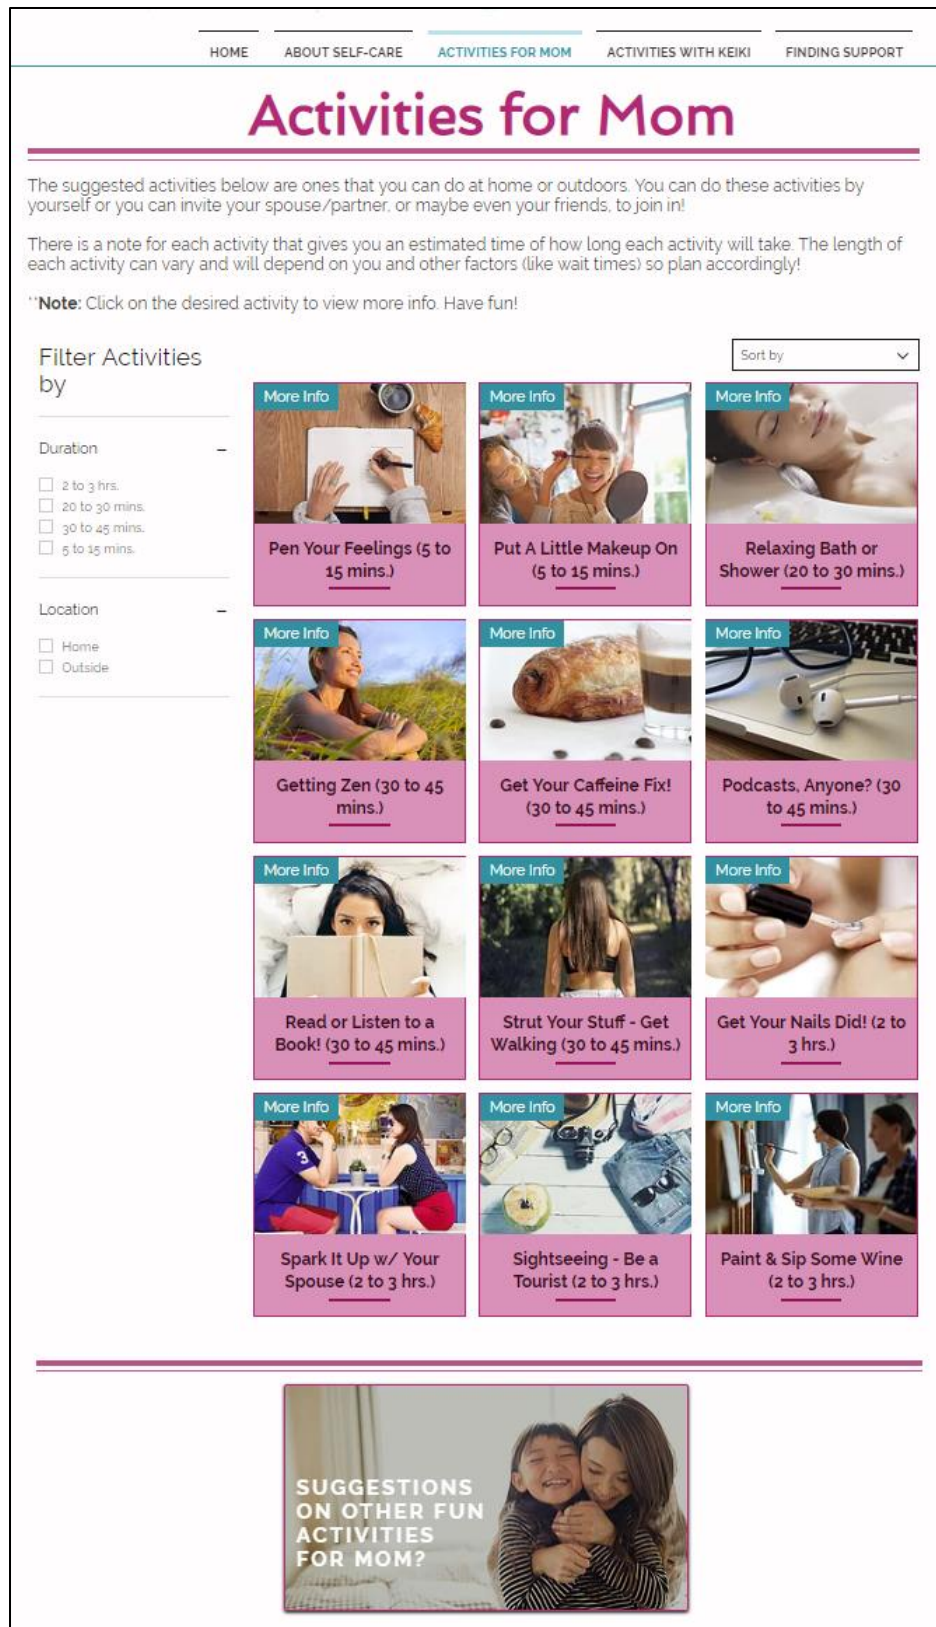 HOME ABOUT SELF-CARE ACTIVITIES FOR MOM ACTIVITIES WITH KEIKI FINDING SUPPORT
Activities for Mom
The suggested activities below are ones that you can do at home or outdoors. You can do these activities by
yourself or you can invite your spouse/partner, or maybe even your friends, to join in!
There is a note for each activity that gives you an estimated time of how long each activity will take. The length of
each activity can vary and will depend on you and other factors (like wait times) so plan accordingly!
**Note: Click on the desired activity to view more info. Have fun!
Filter Activities
by
Duration –
2 to 3 hrs.
20 to 30 mins.
30 to 45 mins.
5 to 15 mins.
Location –
Home
Outside
Sort by
More Info
Pen Your Feelings (5 to
15 mins.)
More Info
Put A Little Makeup On
(5 to 15 mins.)
More Info
Relaxing Bath or
Shower (20 to 30 mins.)
More Info
Getting Zen (30 to 45
mins.)
More Info
Get Your Caffeine Fix!
(30 to 45 mins.)
More Info
Podcasts, Anyone? (30
to 45 mins.)
More Info
Read or Listen to a
Book! (30 to 45 mins.)
More Info
Strut Your Stuff - Get
Walking (30 to 45 mins.)
More Info
Get Your Nails Did! (2 to
3 hrs.)
More Info
3
Spark It Up w/ Your
Spouse (2 to 3 hrs.)
More Info
Sightseeing - Be a
Tourist (2 to 3 hrs.)
More Info
Paint & Sip Some Wine
(2 to 3 hrs.)
SUGGESTIONS
ON OTHER FUN
ACTIVITIES
FOR MOM?